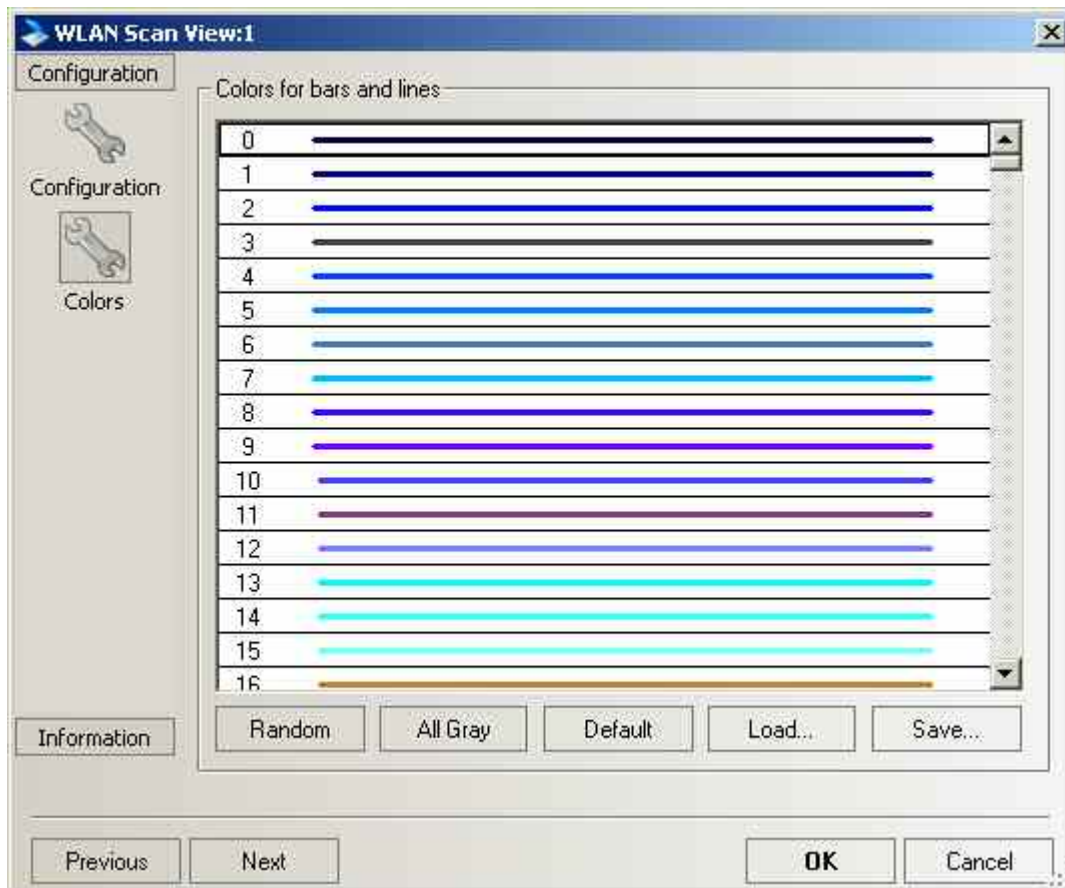 WLAN Scan View:1
Configuration
Configuration
Colors
Information
Colors for bars and lines
0
1
2
3
4
5
6
7
8
9
10
11
12
13
14
15
16
Random All Gray Default Load... Save...
Previous Next OK Cancel